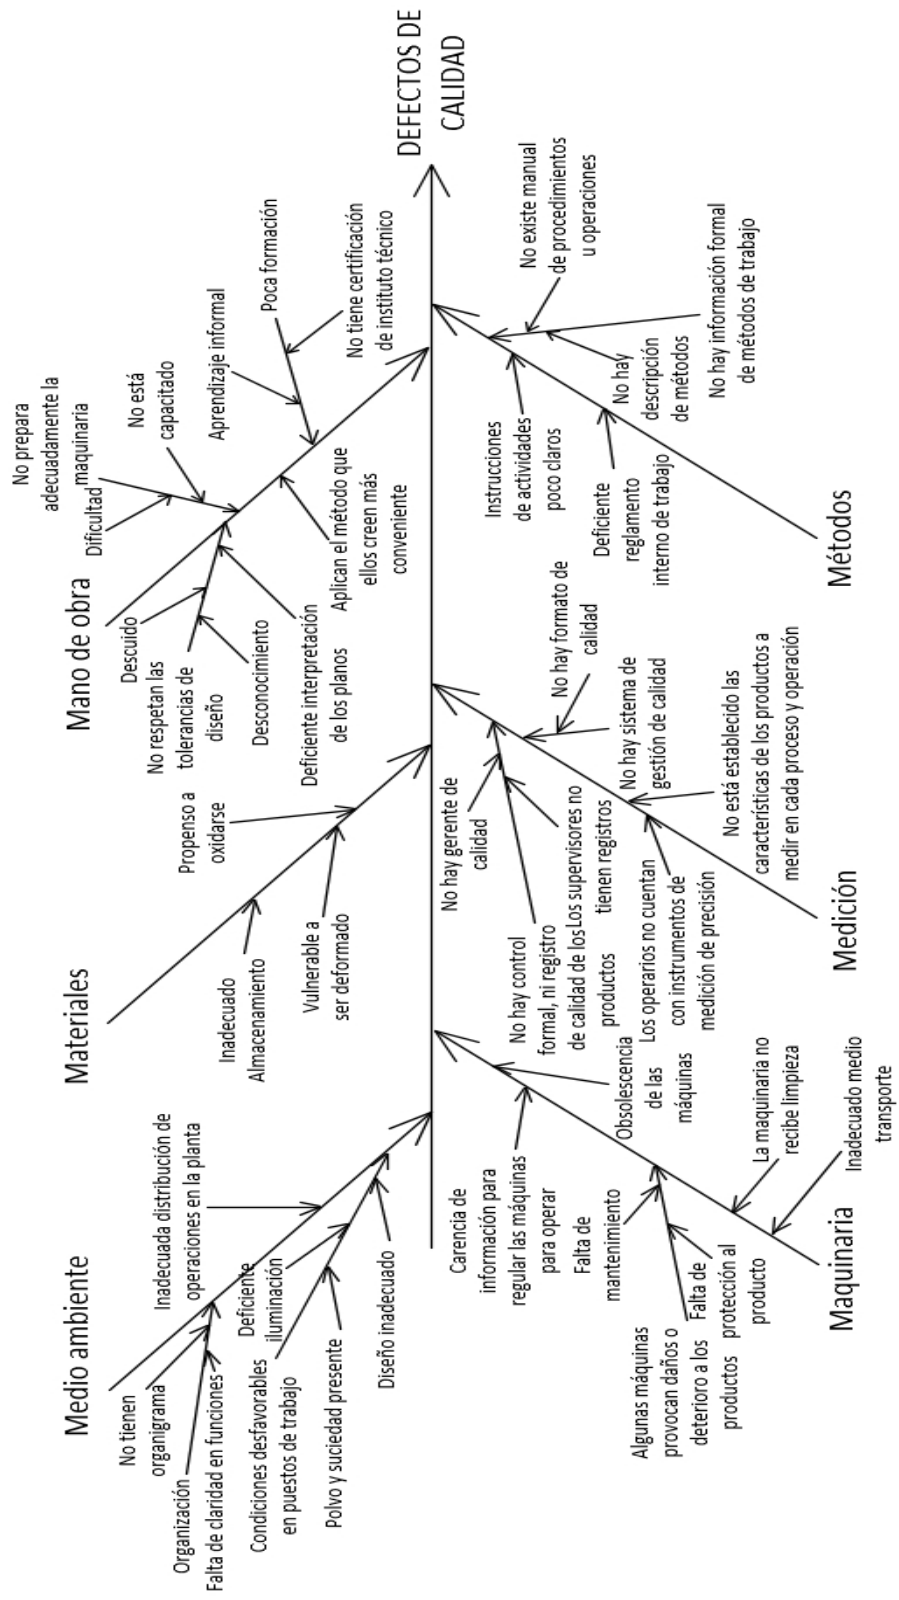 Medio ambiente
No tienen
organigrama
Organización
Falta de claridad en funciones
Inadecuada distribución de
operaciones en la planta
Deficiente
iluminación
Condiciones desfavorables
en puestos de trabajo
Polvo y suciedad presente
Diseño inadecuado
Materiales
Inadecuado
Almacenamiento
Propenso a
oxidarse
Vulnerable a
ser deformado
Mano de obra
Descuido
No respetan las
tolerancias de
diseño
Desconocimiento
Deficiente interpretación
de los planos
No prepara
adecuadamente la
maquinaria
Dificultad
No está
capacitado
Aplican el método que
ellos creen más
conveniente
Aprendizaje informal
Poca formación
No tiene certificación
de instituto técnico
DEFECTOS DE
CALIDAD
Carencia de
información para
regular las máquinas
para operar
Obsolescencia
de las
máquinas
Falta de
mantenimiento
Algunas máquinas
provocan daños o
deterioro a los
productos
Falta de
protección al
producto
La maquinaria no
recibe limpieza
Inadecuado medio
transporte
Maquinaria
No hay gerente de
calidad
No hay control
formal, ni registro
de calidad de los
productos
Los supervisores no
tienen registros
No hay formato de
calidad
No hay sistema de
gestión de calidad
Los operarios no cuentan
con instrumentos de
medición de precisión
No está establecido las
características de los productos a
medir en cada proceso y operación
Medición
Instrucciones
de actividades
poco claros
Deficiente
reglamento
interno de trabajo
No existe manual
de procedimientos
u operaciones
No hay
descripción
de métodos
No hay información formal
de métodos de trabajo
Métodos